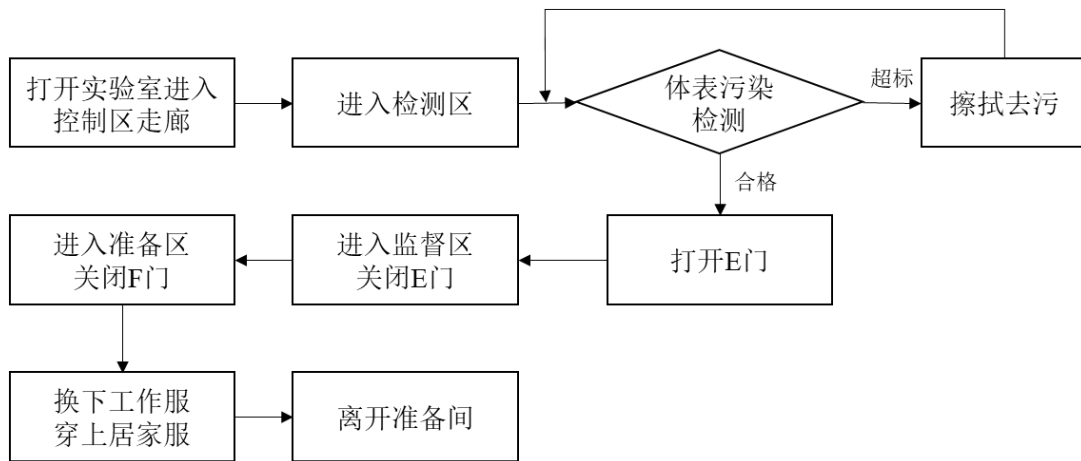 打开实验室进入
控制区走廊
进入检测区
体表污染
检测
超标
擦拭去污
合格
打开E门
进入监督区
关闭E门
进入准备区
关闭F门
换下工作服
穿上居家服
离开准备间